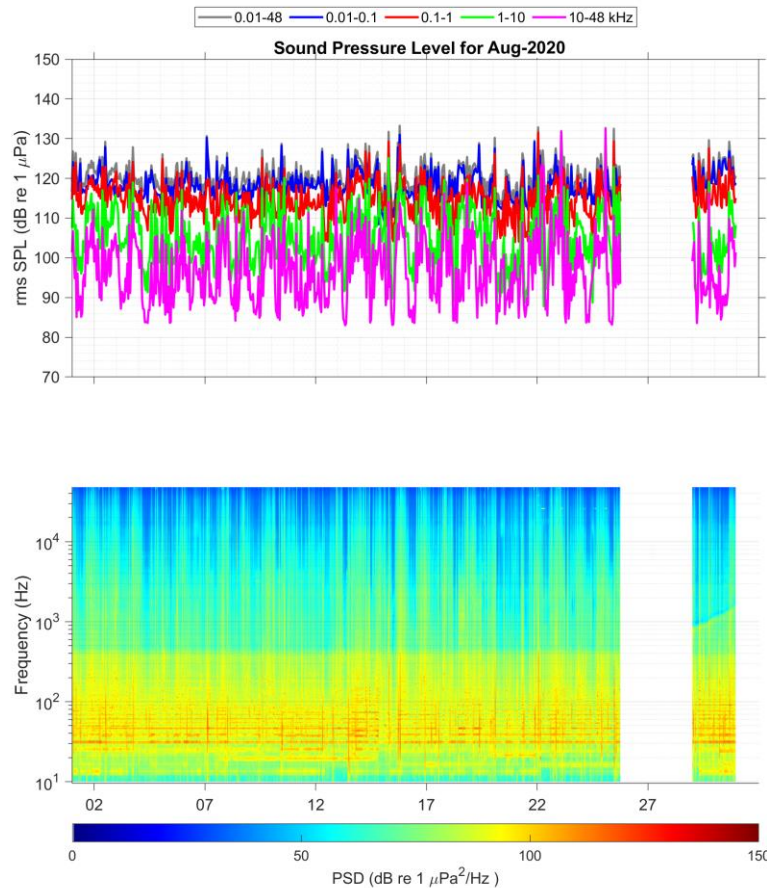 0.01-48 0.01-0.1 0.1-1 1-10 10-48 kHz
Sound Pressure Level for Aug-2020
150
140
130
120
110
100
90
80
70
rms SPL (dB re 1 μPa)
10⁴
10³
10²
10¹
Frequency (Hz)
02 07 12 17 22 27
0 50 100 150
PSD (dB re 1 μPa²/Hz )